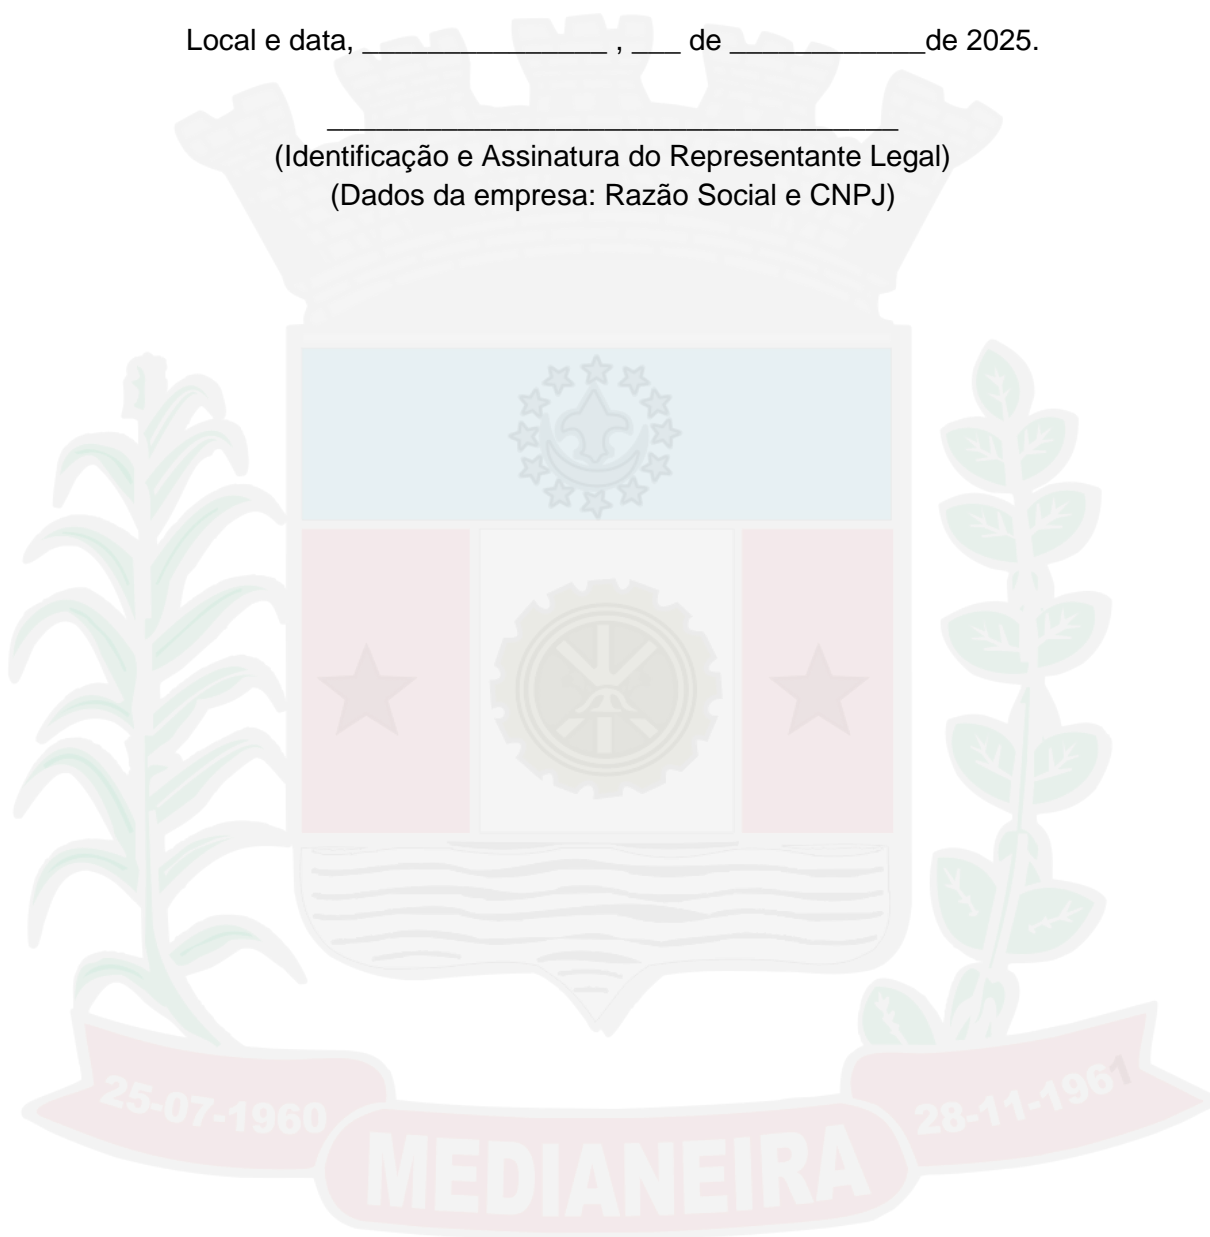 Local e data, _______________ , ___ de ____________de 2025.
___________________________________
(Identificação e Assinatura do Representante Legal)
(Dados da empresa: Razão Social e CNPJ)
25-07-1960
28-11-1961
MEDIANEIRA